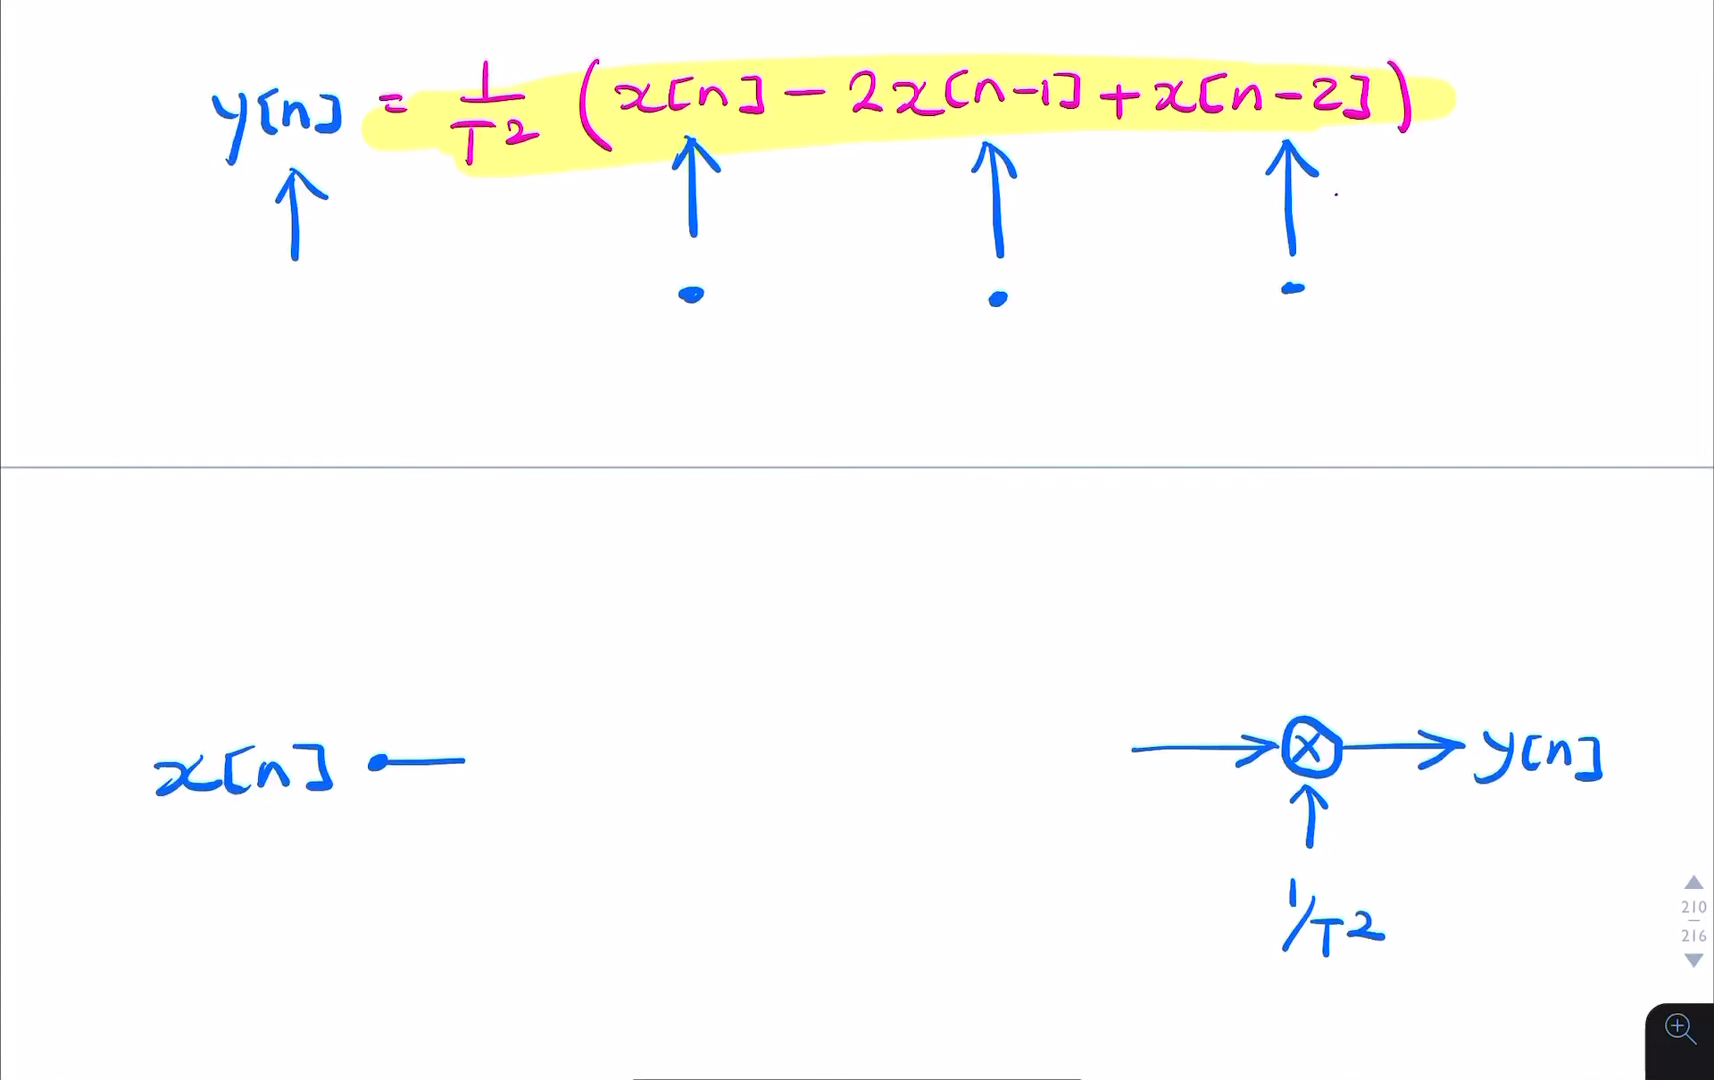 y[n] = 1/T² (x[n] − 2x[n−1] + x[n−2])
x[n] × y[n]
1/T2
210
216